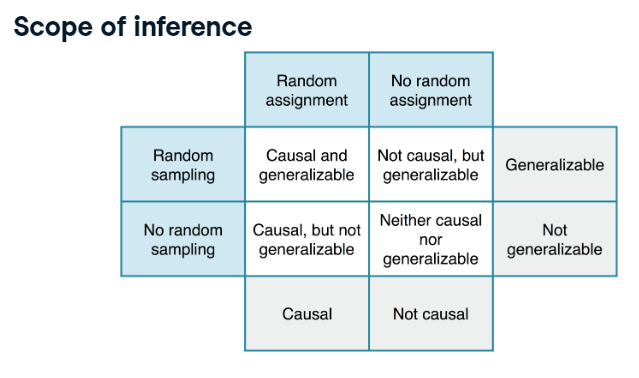 Scope of inference
Random
assignment
No random
assignment
Random
sampling
Causal and
generalizable
Not causal, but
generalizable
Generalizable
No random
sampling
Causal, but not
generalizable
Neither causal
nor
generalizable
Not
generalizable
Causal
Not causal